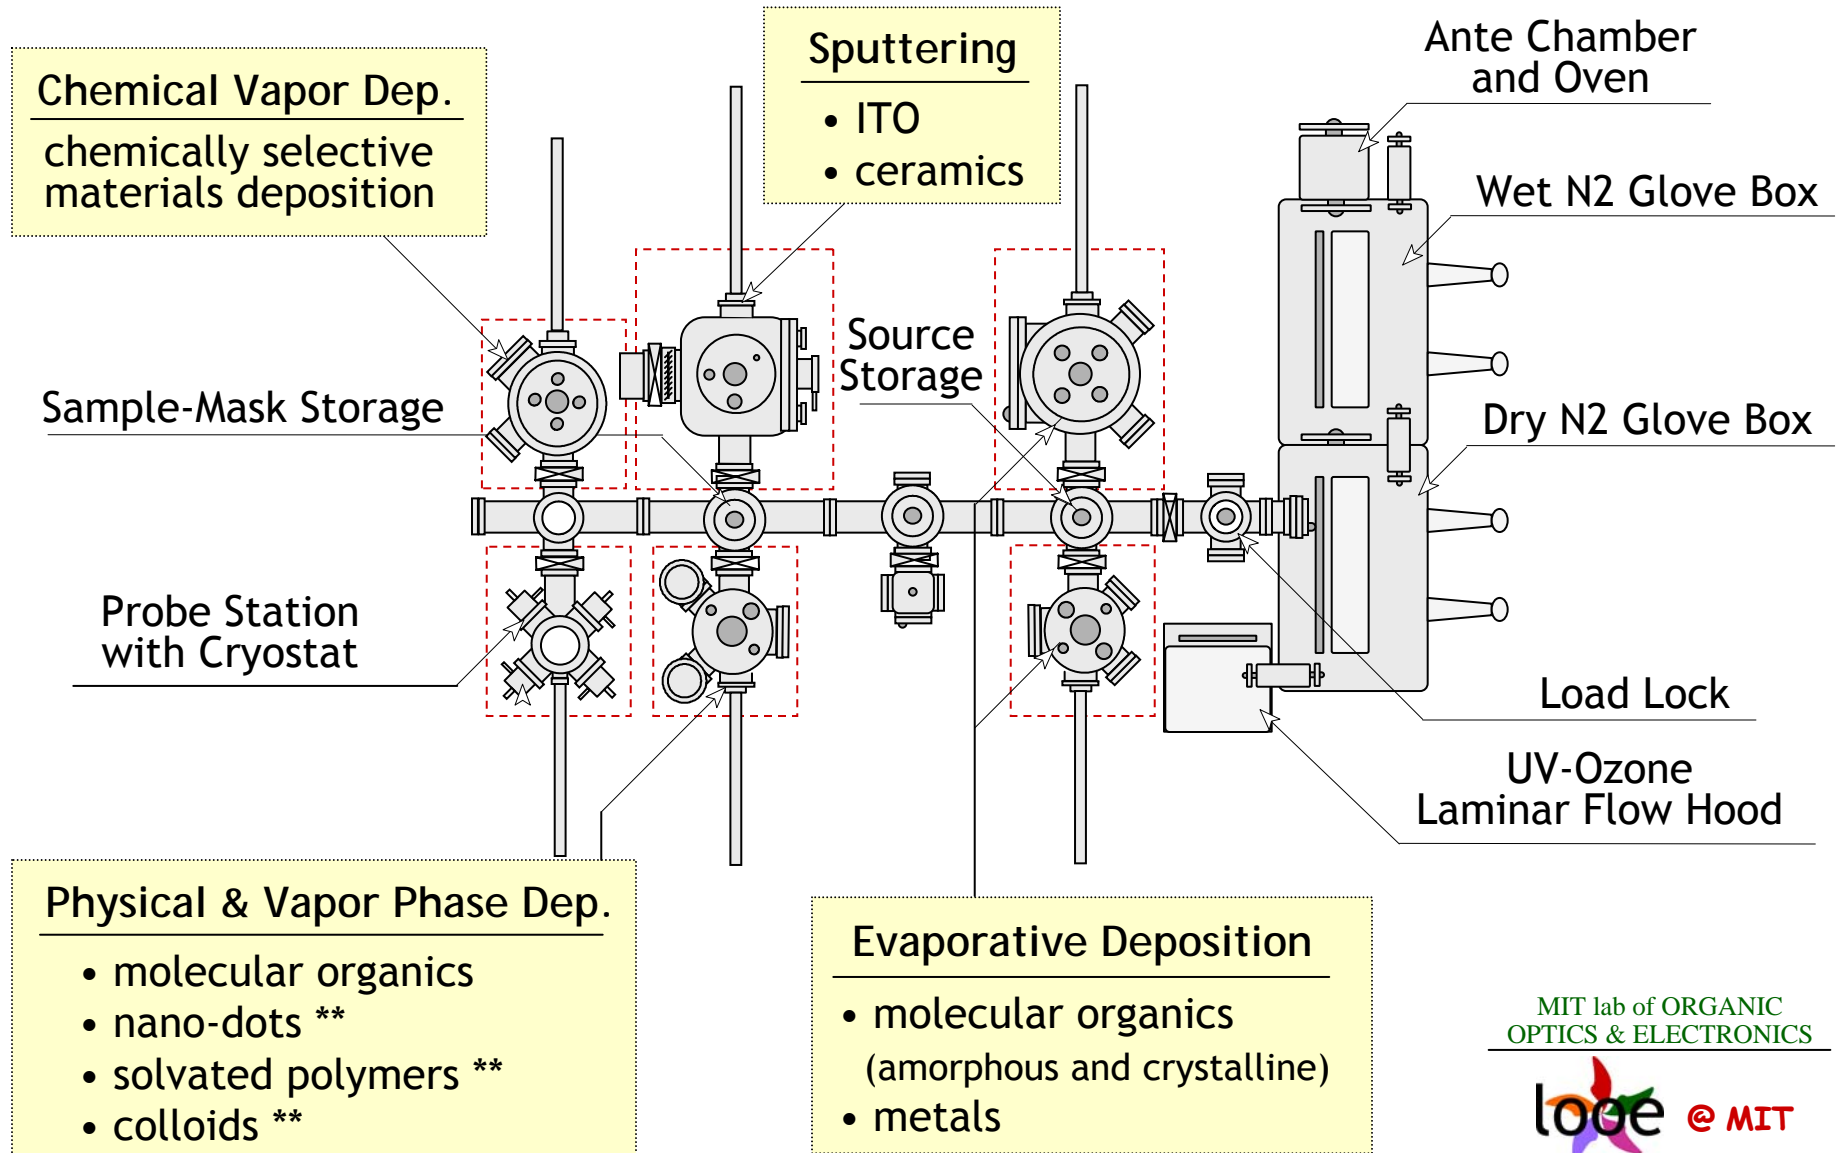 Sputtering
• ITO
• ceramics
Chemical Vapor Dep.
chemically selective
materials deposition
Ante Chamber
and Oven
Wet N2 Glove Box
Source
Storage
Sample-Mask Storage
Dry N2 Glove Box
Probe Station
with Cryostat
Load Lock
UV-Ozone
Laminar Flow Hood
Physical & Vapor Phase Dep.
• molecular organics
• nano-dots **
• solvated polymers **
• colloids **
Evaporative Deposition
• molecular organics
(amorphous and crystalline)
• metals
MIT lab of ORGANIC
OPTICS & ELECTRONICS
looe @ MIT